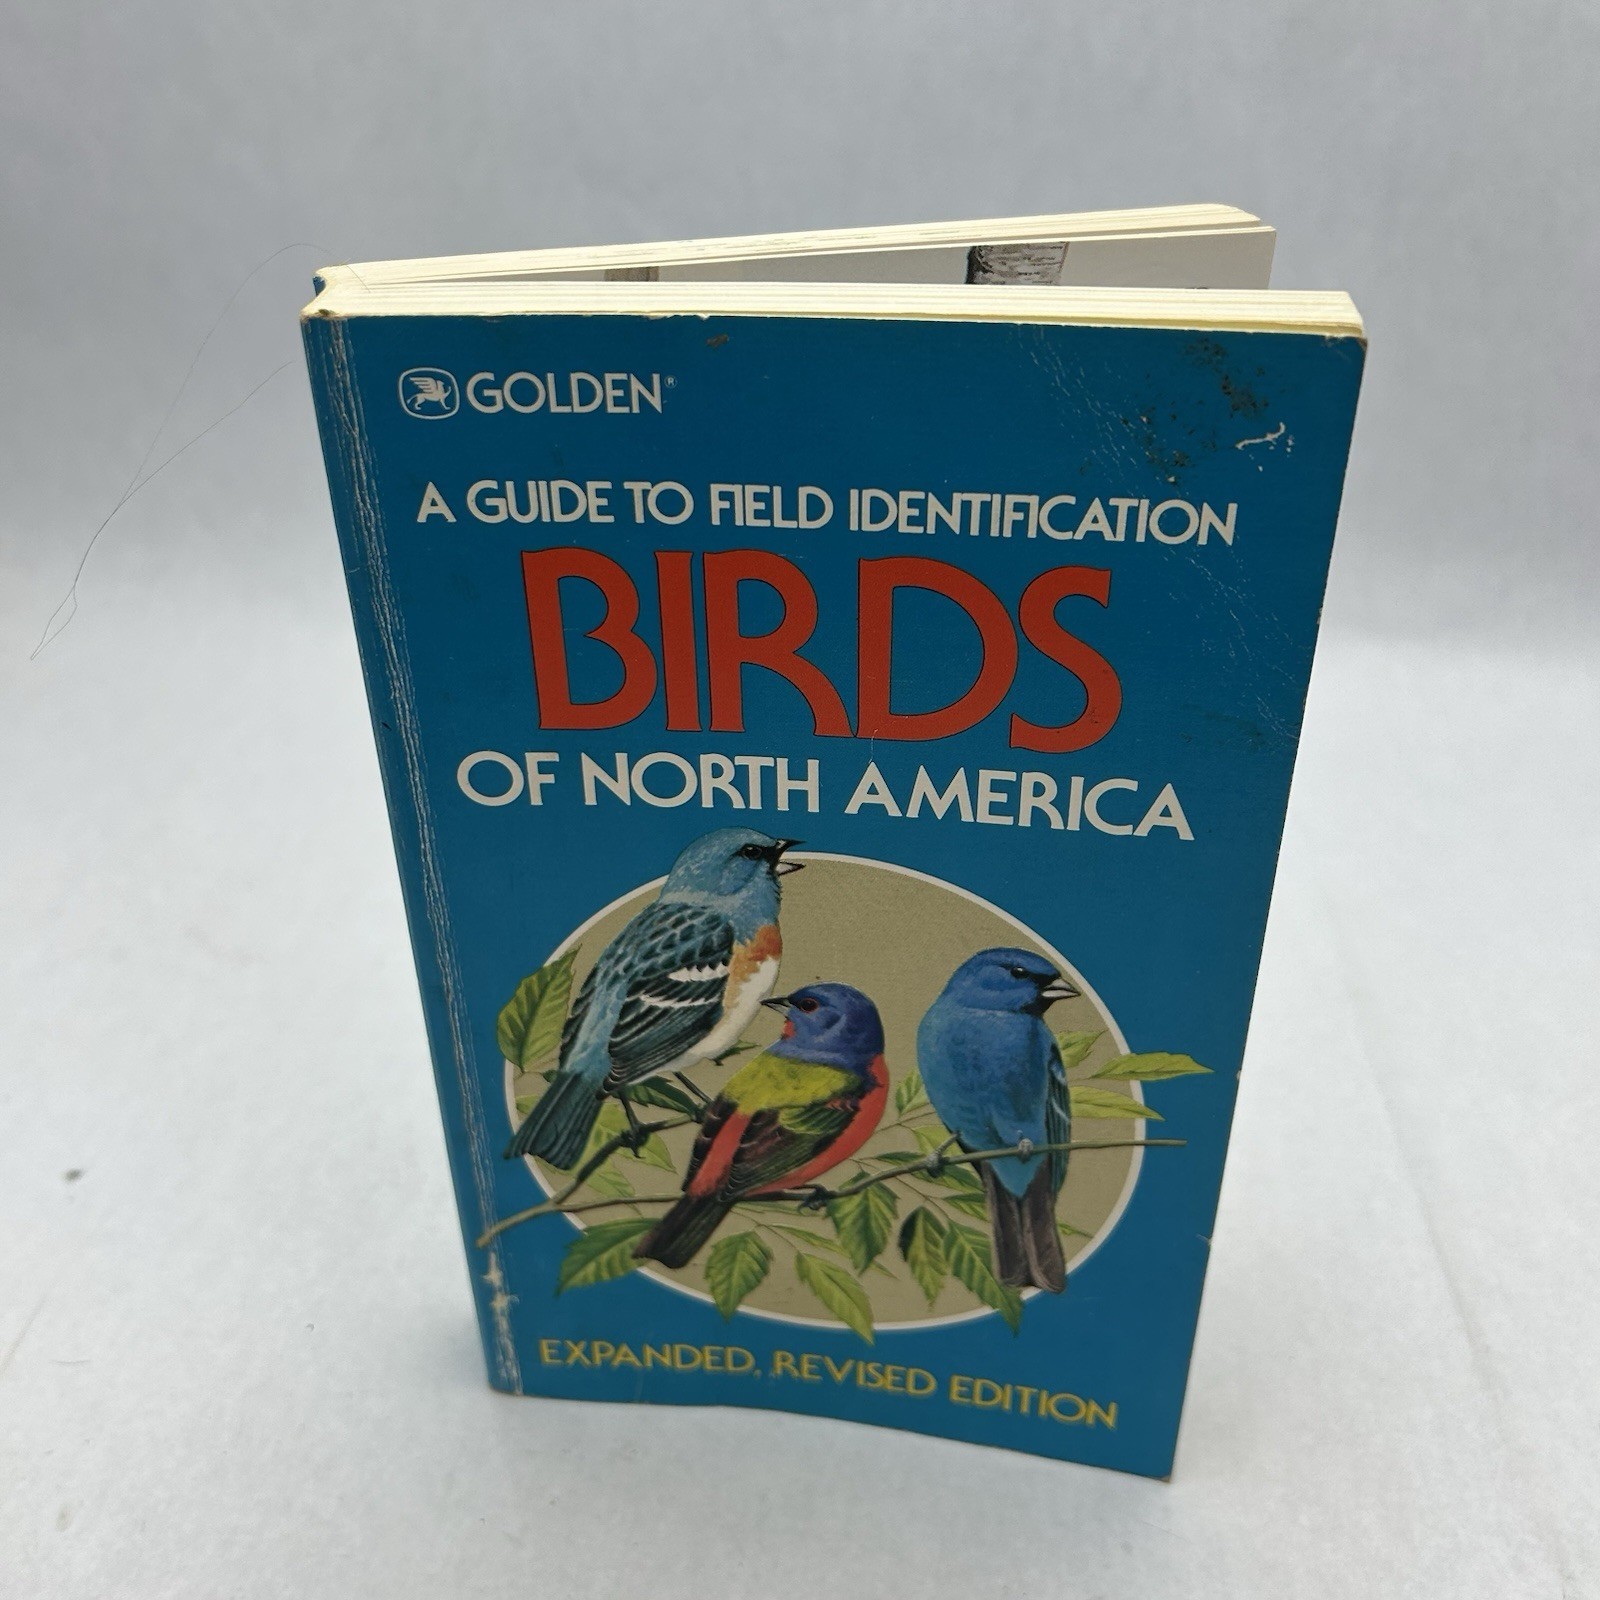 GOLDEN®
A GUIDE TO FIELD IDENTIFICATION
BIRDS
OF NORTH AMERICA
EXPANDED, REVISED EDITION